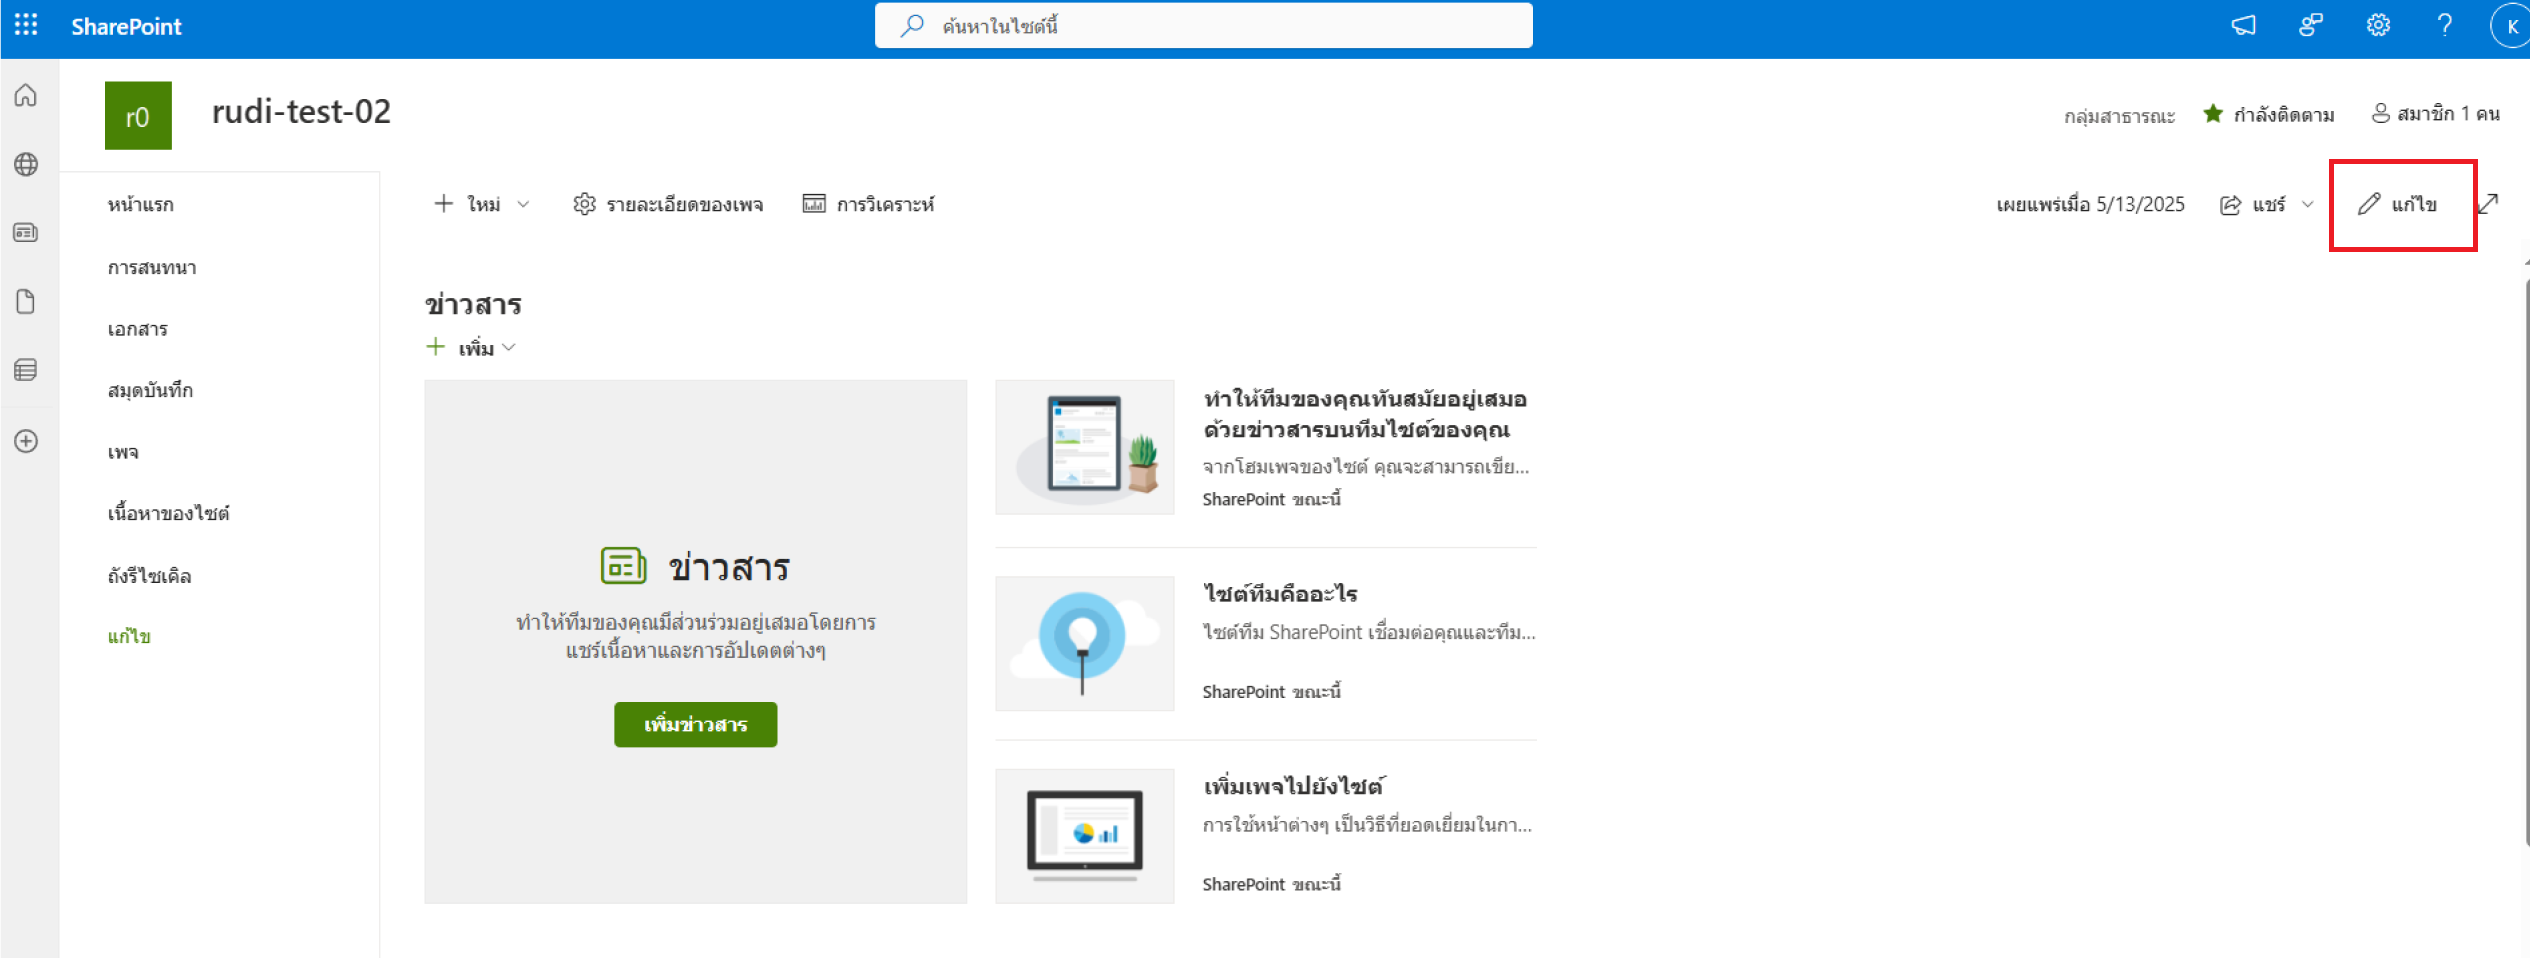 SharePoint
ค้นหาในไซต์นี้
K
r0
rudi-test-02
กลุ่มสาธารณะ
กำลังติดตาม
สมาชิก 1 คน
หน้าแรก
การสนทนา
เอกสาร
สมุดบันทึก
เพจ
เนื้อหาของไซต์
ถังรีไซเคิล
แก้ไข
ใหม่
รายละเอียดของเพจ
การวิเคราะห์
เผยแพร่เมื่อ 5/13/2025
แชร์
แก้ไข
ข่าวสาร
เพิ่ม
ข่าวสาร
ทำให้ทีมของคุณมีส่วนร่วมอยู่เสมอโดยการ
แชร์เนื้อหาและการอัปเดตต่างๆ
เพิ่มข่าวสาร
ทำให้ทีมของคุณทันสมัยอยู่เสมอ
ด้วยข่าวสารบนทีมไซต์ของคุณ
จากโฮมเพจของไซต์ คุณจะสามารถเขีย...
SharePoint ขณะนี้
ไซต์ทีมคืออะไร
ไซต์ทีม SharePoint เชื่อมต่อคุณและทีม...
SharePoint ขณะนี้
เพิ่มเพจไปยังไซต์
การใช้หน้าต่างๆ เป็นวิธีที่ยอดเยี่ยมในกา...
SharePoint ขณะนี้